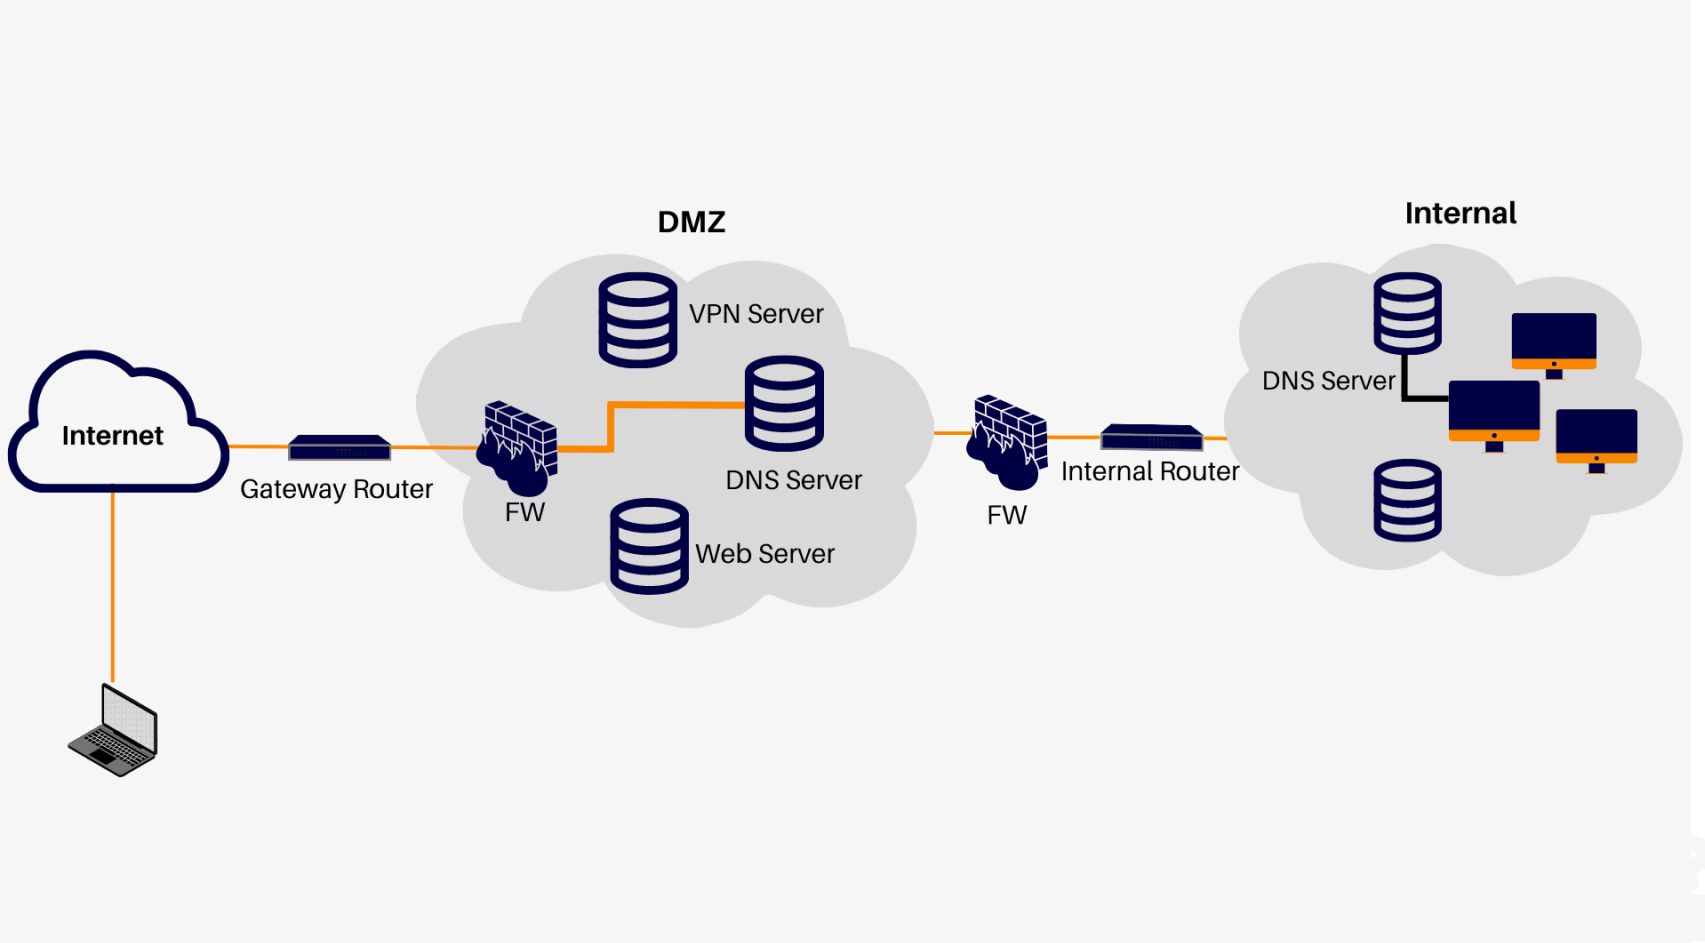 DMZ
Internal
VPN Server
DNS Server
Internet
Internal Router
DNS Server
Gateway Router
FW
FW
Web Server